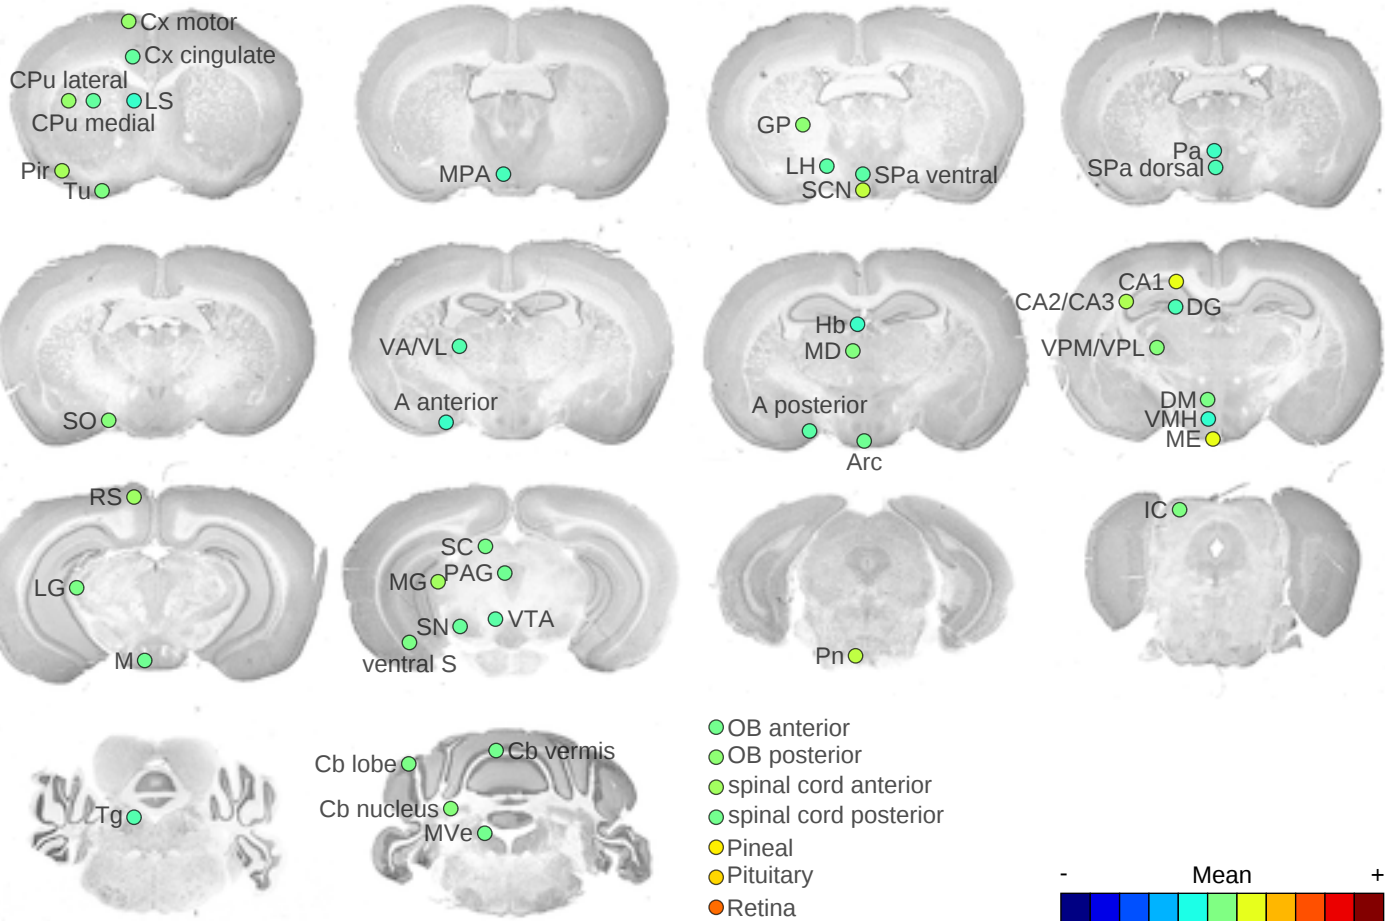 Cx motor
Cx cingulate
CPu lateral
LS
CPu medial
Pir
Tu
MPA
GP
LH
SPa ventral
SCN
Pa
SPa dorsal
SO
VA/VL
A anterior
Hb
MD
A posterior
Arc
CA1
CA2/CA3
DG
VPM/VPL
DM
VMH
ME
RS
LG
M
SC
MG
PAG
SN
VTA
ventral S
Pn
IC
Tg
Cb lobe
Cb vermis
Cb nucleus
MVe
OB anterior
OB posterior
spinal cord anterior
spinal cord posterior
Pineal
Pituitary
Retina
- Mean +